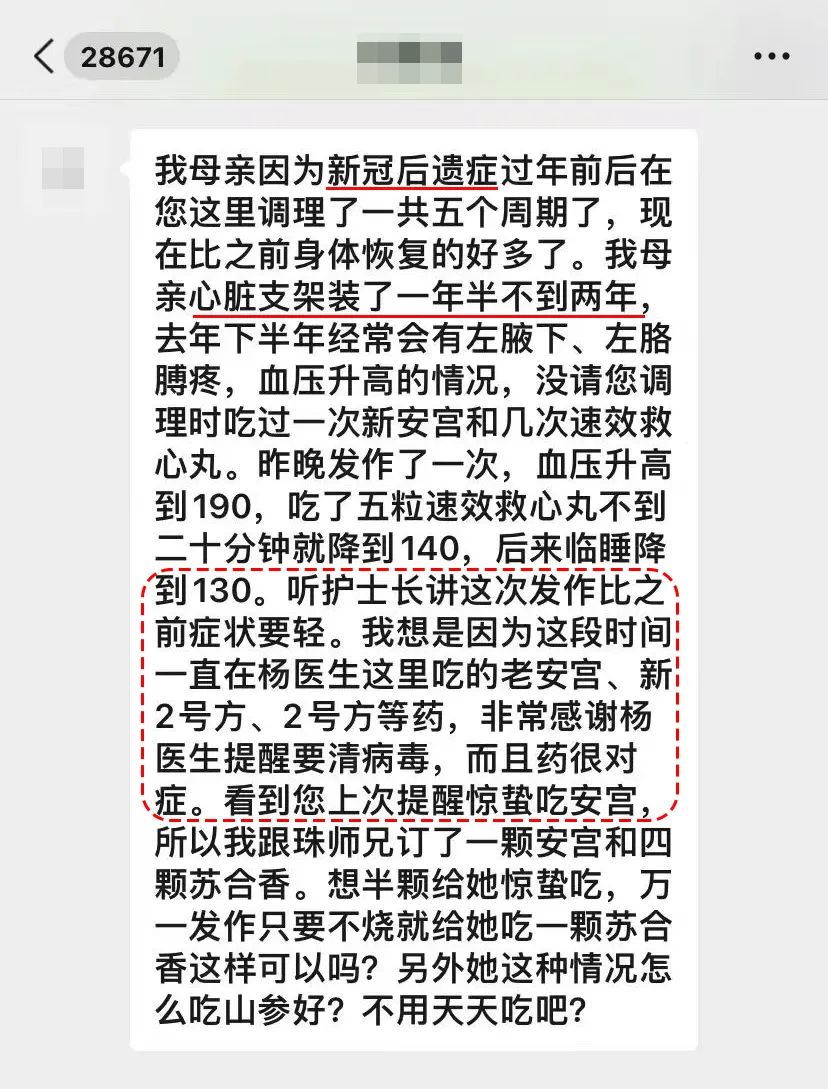 28671
我母亲因为新冠后遗症过年前后在
您这里调理了一共五个周期了，现
在比之前身体恢复的好多了。我母
亲心脏支架装了一年半不到两年，
去年下半年经常会有左腋下、左胳
膊疼，血压升高的情况，没请您调
理时吃过一次新安宫和几次速效救
心丸。昨晚发作了一次，血压升高
到190，吃了五粒速效救心丸不到
二十分钟就降到140，后来临睡降
到130。听护士长讲这次发作比之
前症状要轻。我想是因为这段时间
一直在杨医生这里吃的老安宫、新
2号方、2号方等药，非常感谢杨
医生提醒要清病毒，而且药很对
症。看到您上次提醒惊蛰吃安宫，
所以我跟珠师兄订了一颗安宫和四
颗苏合香。想半颗给她惊蛰吃，万
一发作只要不烧就给她吃一颗苏合
香这样可以吗？另外她这种情况怎
么吃山参好？不用天天吃吧？